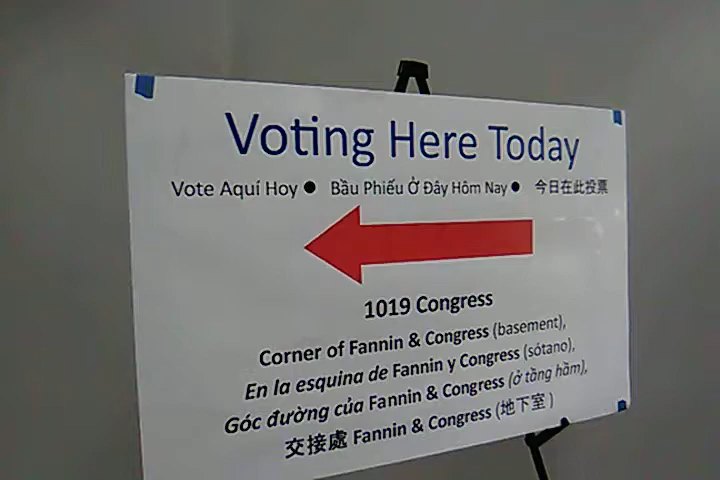 Voting Here Today
Vote Aquí Hoy ● Bầu Phiếu Ở Đây Hôm Nay ● 今日在此投票
1019 Congress
Corner of Fannin & Congress (basement),
En la esquina de Fannin y Congress (sótano),
Góc đường của Fannin & Congress (ở tầng hầm),
交接處 Fannin & Congress (地下室)